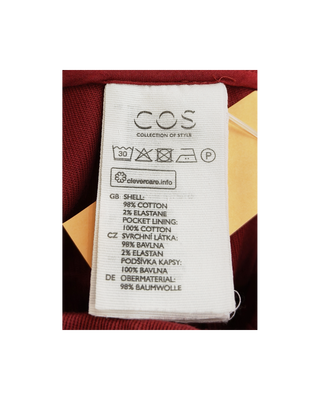 COS
COLLECTION OF STYLE
30 P
clevercare.info
GB SHELL:
98% COTTON
2% ELASTANE
POCKET LINING:
100% COTTON
CZ SVRCHNÍ LÁTKA:
98% BAVLNA
2% ELASTAN
PODŠÍVKA KAPSY:
100% BAVLNA
DE OBERMATERIAL:
98% BAUMWOLLE